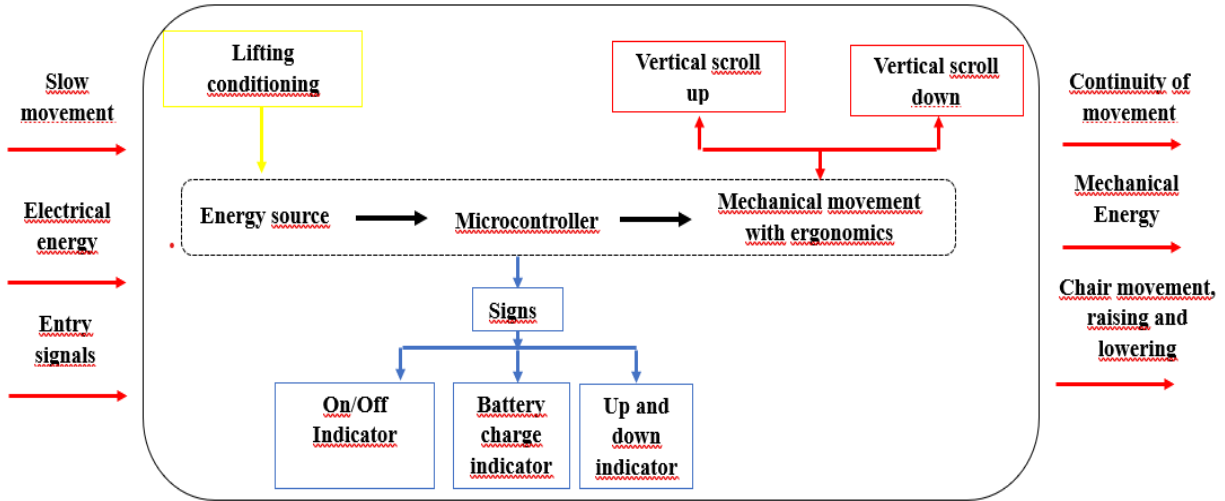 Slow
movement
Electrical
energy
Entry
signals
Lifting
conditioning
Vertical scroll
up
Vertical scroll
down
Energy source
Microcontroller
Mechanical movement
with ergonomics
Signs
On/Off
Indicator
Battery
charge
indicator
Up and
down
indicator
Continuity of
movement
Mechanical
Energy
Chair movement,
raising and
lowering